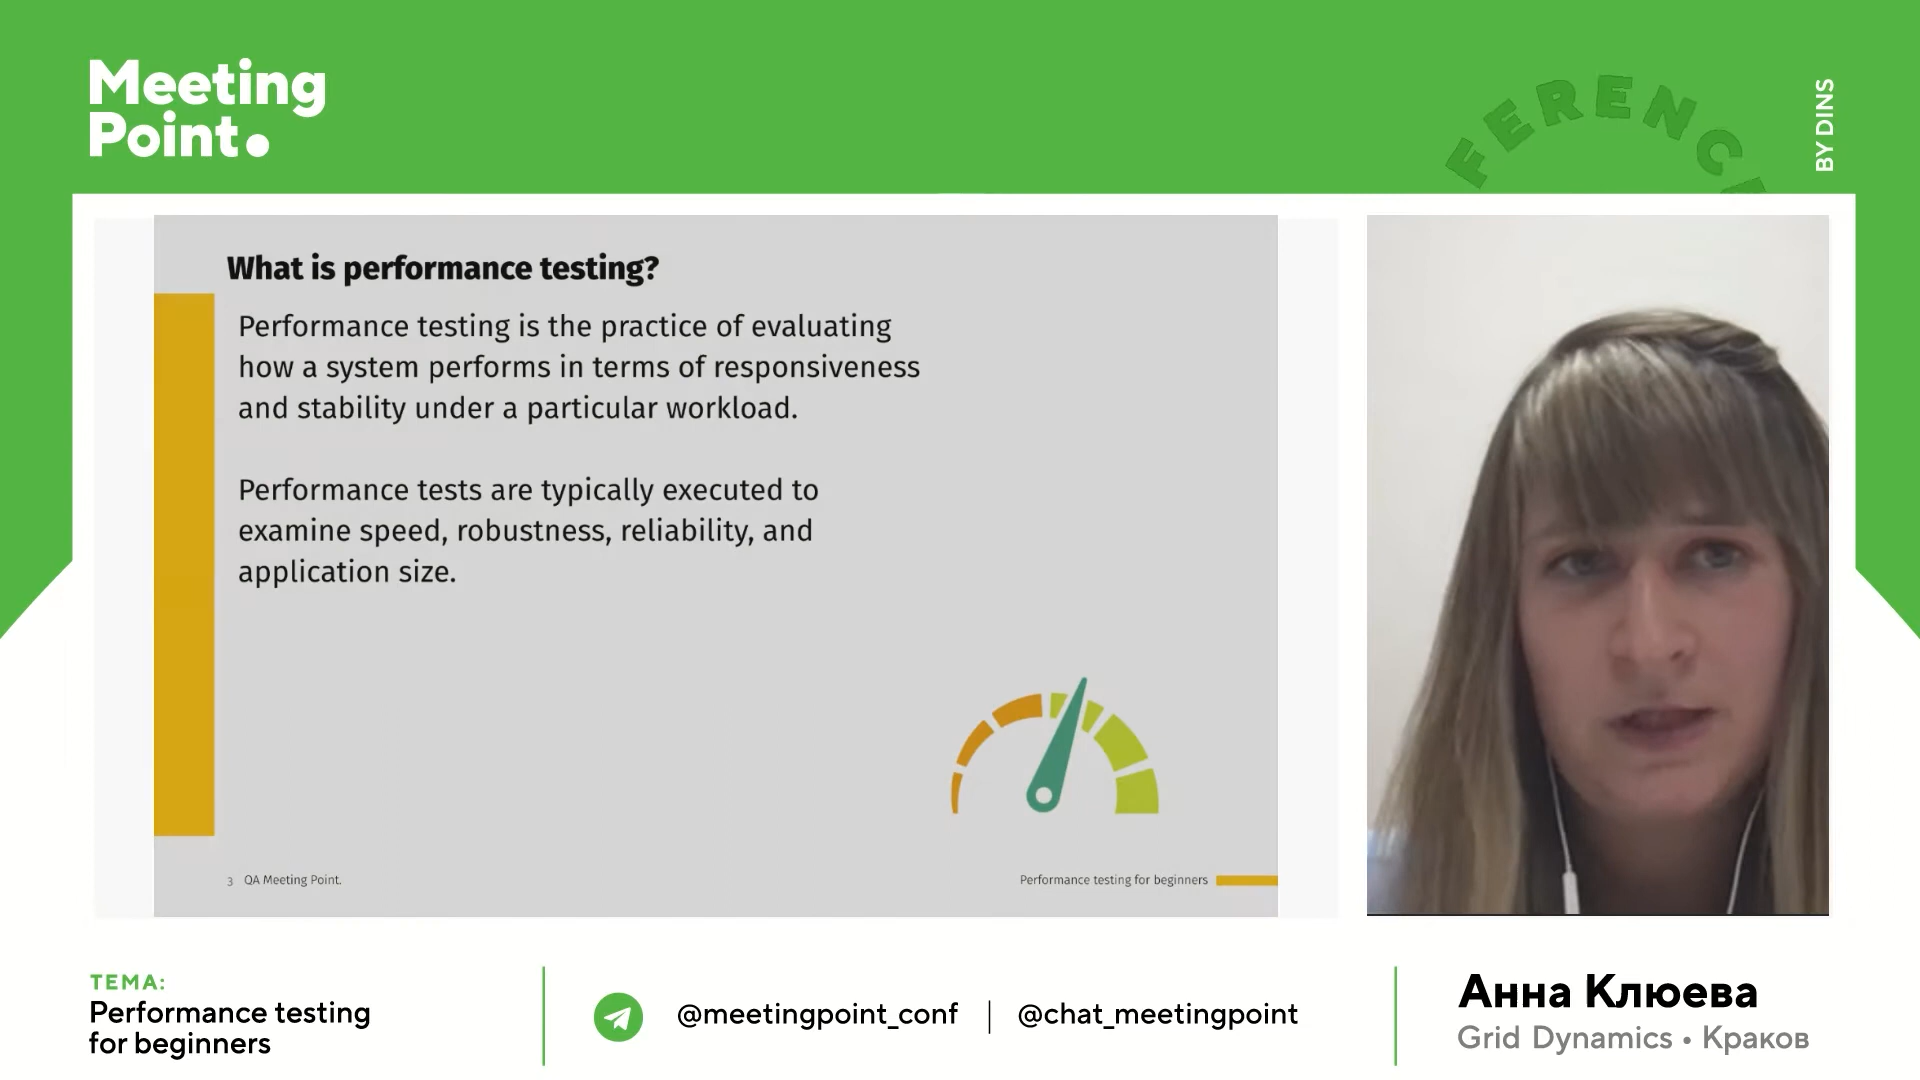 Meeting
Point.
FERENC
BY DINS
What is performance testing?
Performance testing is the practice of evaluating
how a system performs in terms of responsiveness
and stability under a particular workload.
Performance tests are typically executed to
examine speed, robustness, reliability, and
application size.
3 QA Meeting Point.
Performance testing for beginners
ТЕМА:
Performance testing
for beginners
@meetingpoint_conf | @chat_meetingpoint
Анна Клюева
Grid Dynamics • Краков